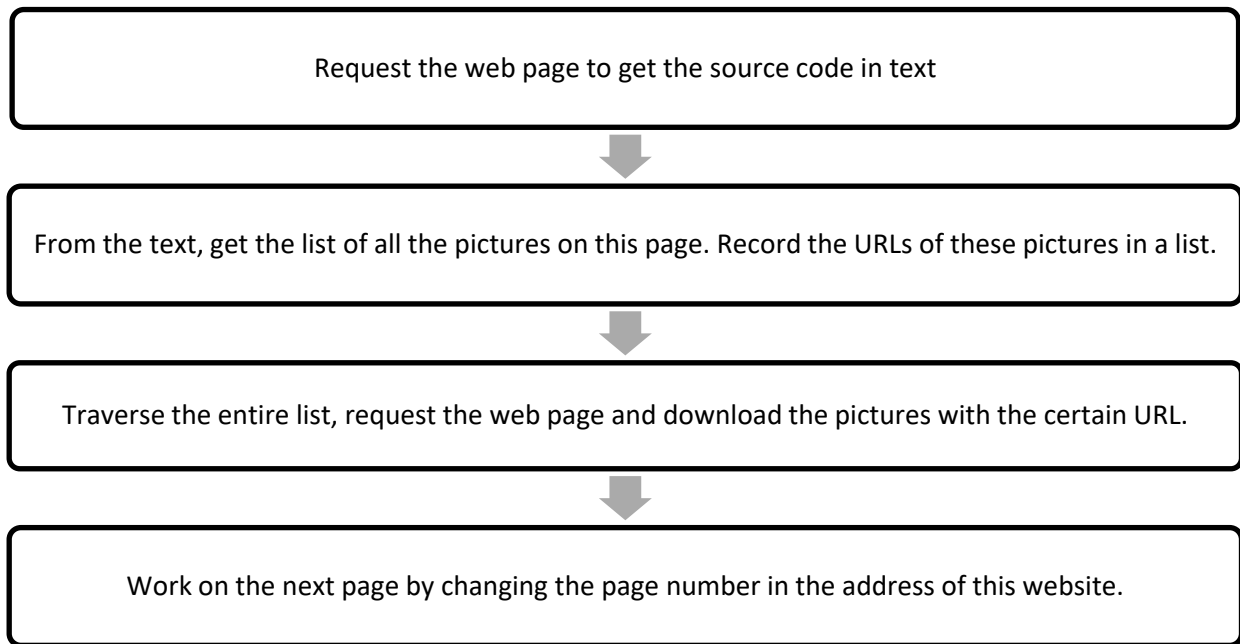 Request the web page to get the source code in text
From the text, get the list of all the pictures on this page. Record the URLs of these pictures in a list.
Traverse the entire list, request the web page and download the pictures with the certain URL.
Work on the next page by changing the page number in the address of this website.